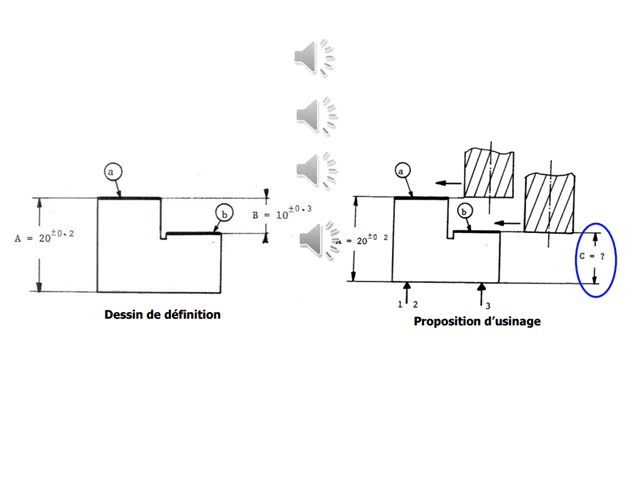 a
b
A = 20±0.2
B = 10±0.3
Dessin de définition
a
b
= 20±0 2
C = ?
1 2
3
Proposition d’usinage